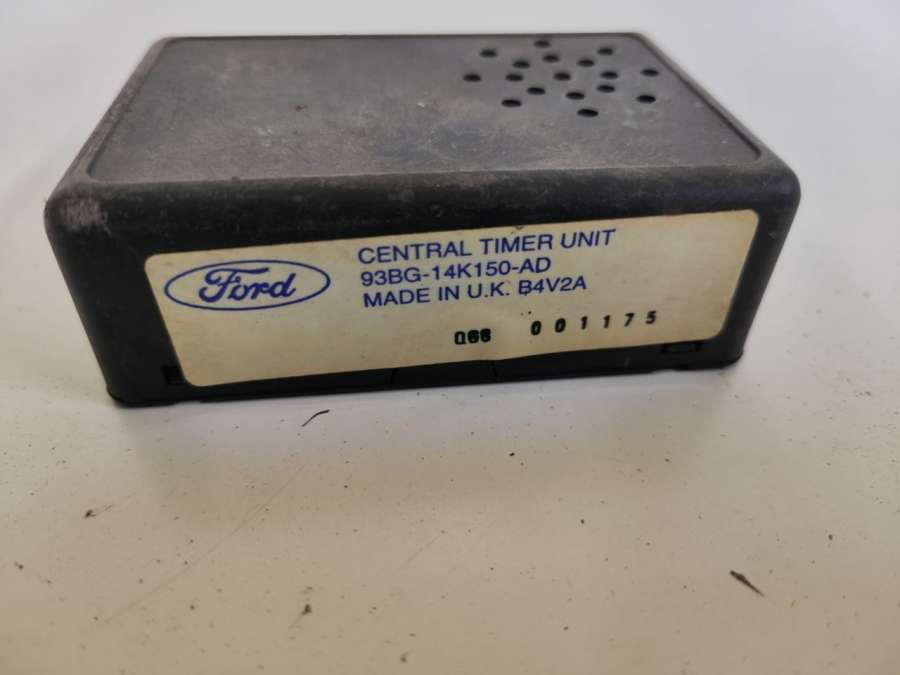 Ford
CENTRAL TIMER UNIT
93BG-14K150-AD
MADE IN U.K. B4V2A
001175